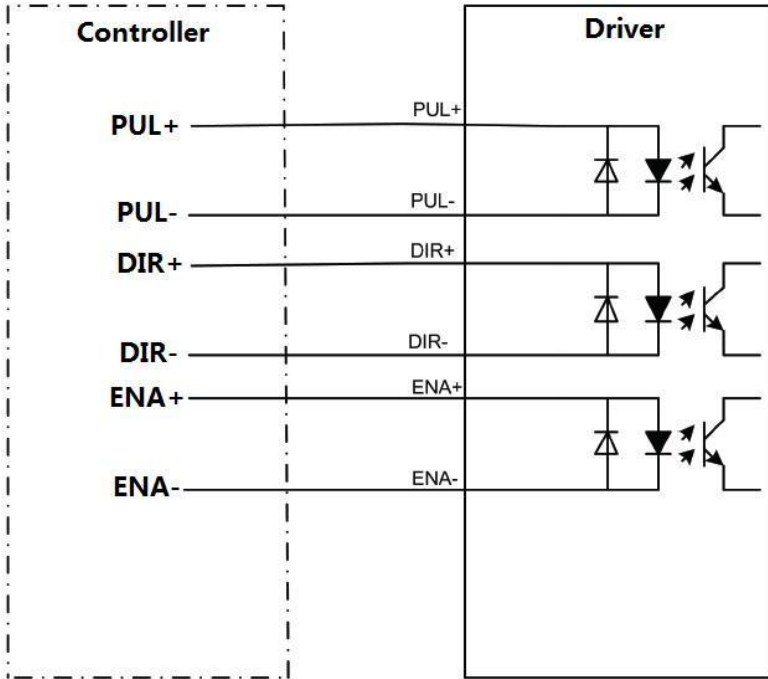 Controller
Driver
PUL+
PUL+
PUL-
PUL-
DIR+
DIR+
DIR-
DIR-
ENA+
ENA+
ENA-
ENA-